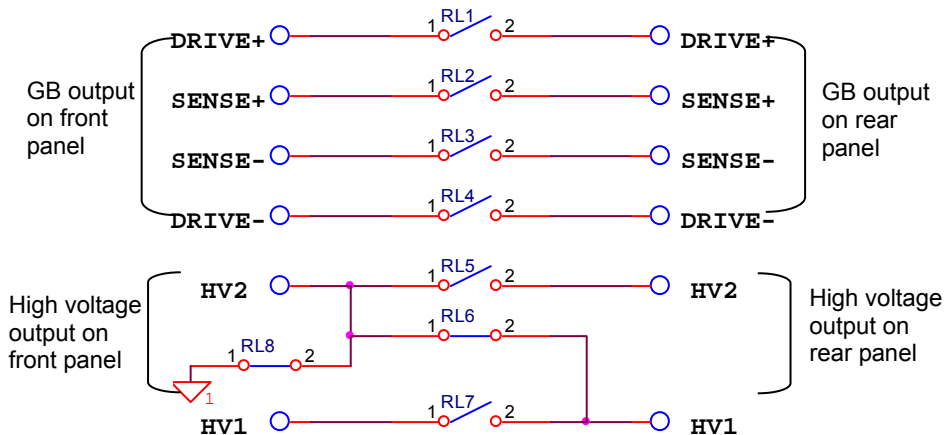 RL1
DRIVE+ 1 2 DRIVE+
GB output
on front
panel
GB output
on rear
panel
RL2
SENSE+ 1 2 SENSE+
RL3
SENSE- 1 2 SENSE-
RL4
DRIVE- 1 2 DRIVE-
High voltage
output on
front panel
High voltage
output on
rear panel
RL5
HV2 1 2 HV2
RL6
1 2
RL8
1 2
1
RL7
HV1 1 2 HV1